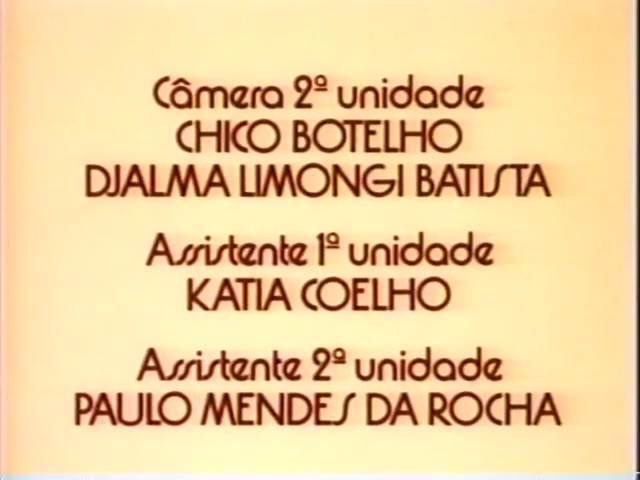 Câmera 2ª unidade
CHICO BOTELHO
DJALMA LIMONGI BATISTA
Assistente 1ª unidade
KATIA COELHO
Assistente 2ª unidade
PAULO MENDES DA ROCHA